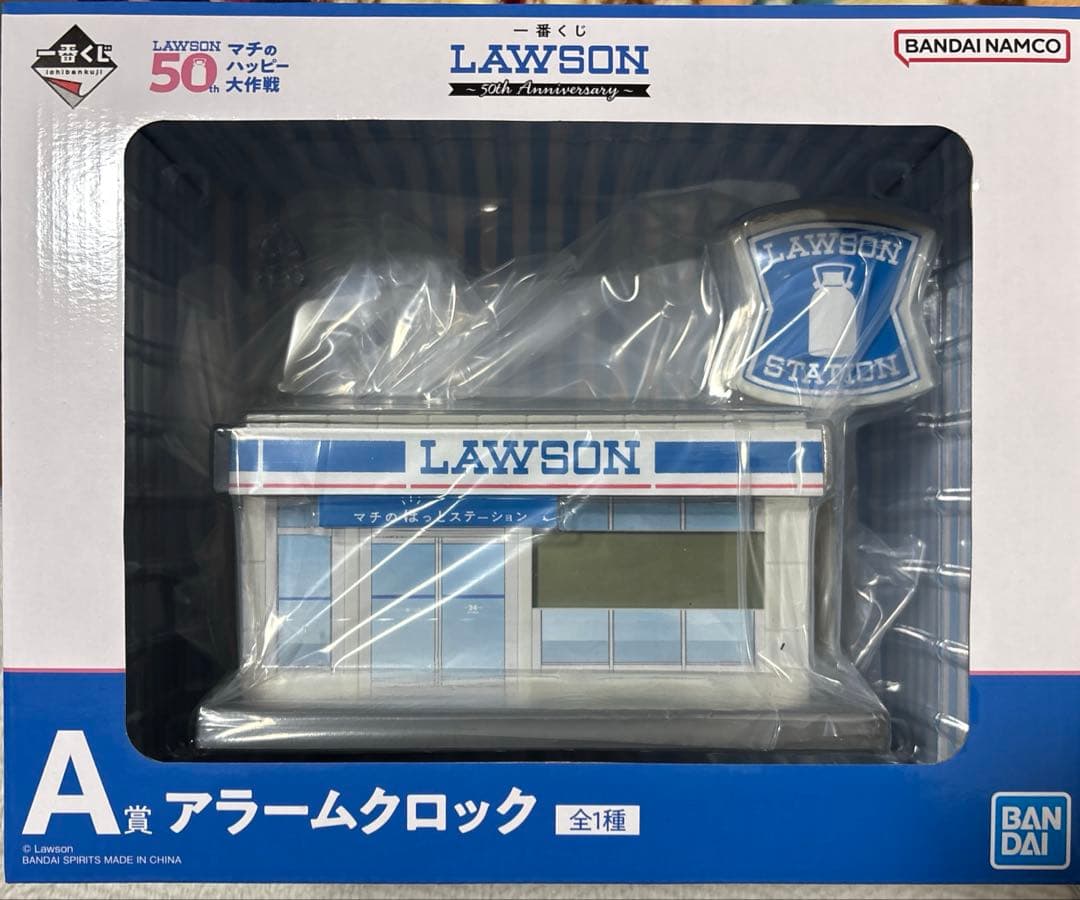 一番くじ
ichibankuji
LAWSON
50th
マチの
ハッピー
大作戦
一番くじ
LAWSON
～50th Anniversary～
BANDAI NAMCO
LAWSON
STATION
LAWSON
マチのほっとステーション
24
A賞 アラームクロック 全1種
© Lawson
BANDAI SPIRITS MADE IN CHINA
BAN
DAI